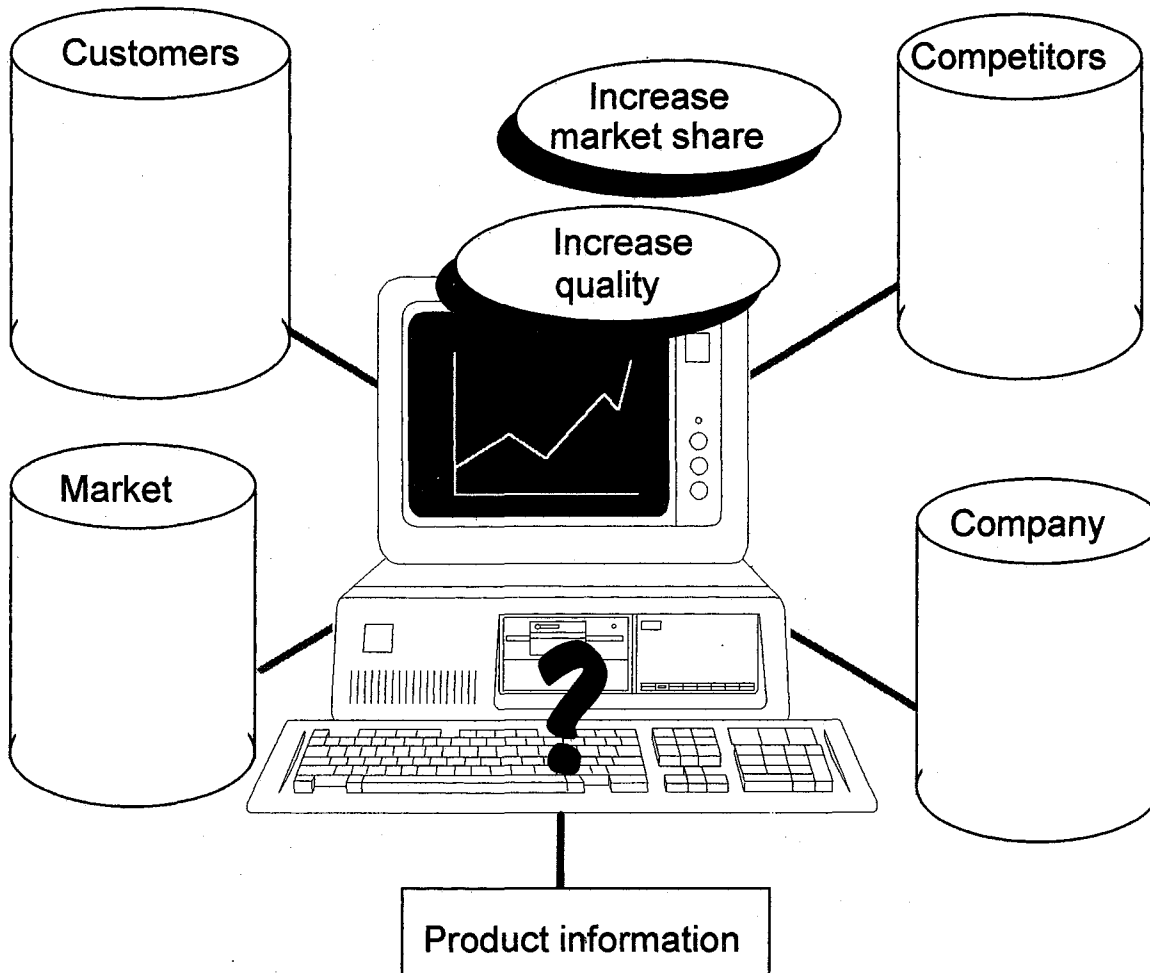 Customers
Competitors
Increase
market share
Increase
quality
Market
Company
?
Product information